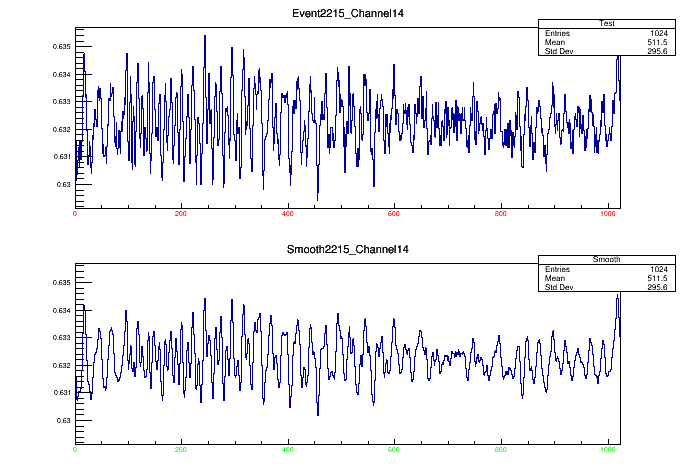 Event2215_Channel14
Test
Entries 1024
Mean 511.5
Std Dev 295.6
0.635
0.634
0.633
0.632
0.631
0.63
0 200 400 600 800 1000
Smooth2215_Channel14
Smooth
Entries 1024
Mean 511.5
Std Dev 295.6
0.635
0.634
0.633
0.632
0.631
0.63
0 200 400 600 800 1000